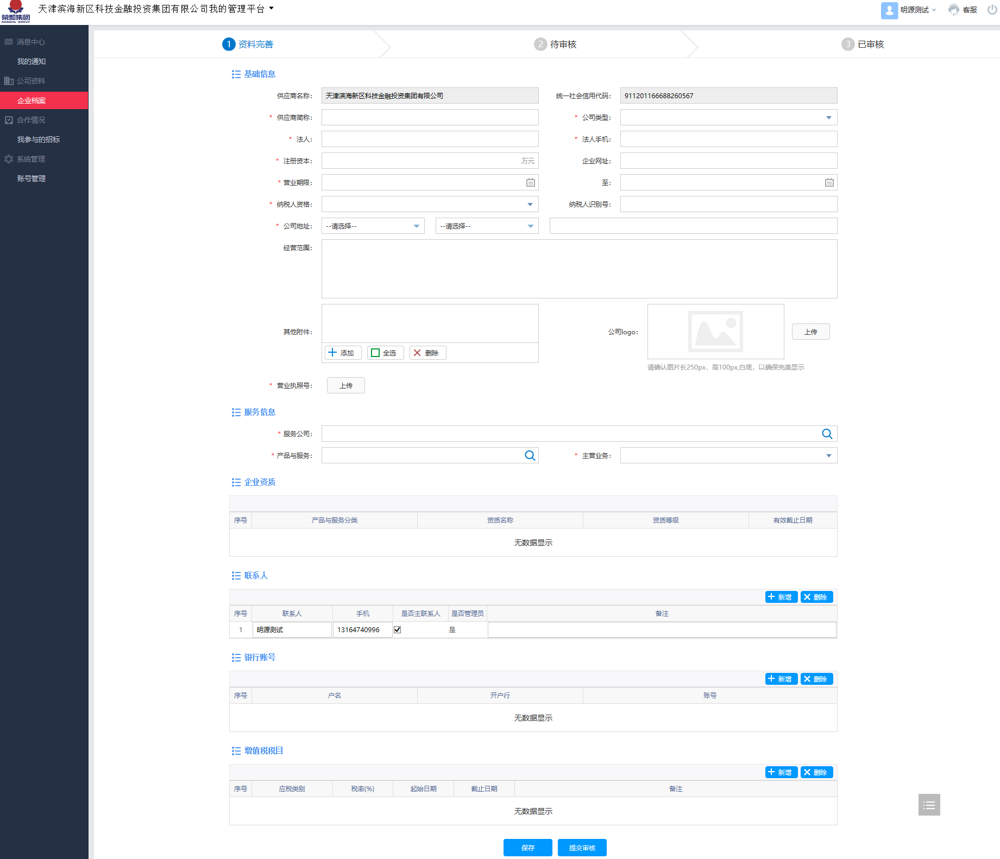 荣和集团
RONGHE GROUP
天津滨海新区科技金融投资集团有限公司我的管理平台
明源测试
客服
消息中心
我的通知
公司资料
企业档案
合作情况
我参与的招标
系统管理
账号管理
1 资料完善
2 待审核
3 已审核
基础信息
供应商名称： 天津滨海新区科技金融投资集团有限公司 统一社会信用代码： 911201166688260567
* 供应商简称： * 公司类型：
* 法人： * 法人手机：
* 注册资本： 万元 企业网址：
* 营业期限： 至：
* 纳税人资格： 纳税人识别号：
* 公司地址： --请选择-- --请选择--
经营范围：
其他附件： 公司logo： 上传
添加 全选 删除
请确认图片长250px，高100px,白底，以确保完美显示
* 营业执照号： 上传
服务信息
* 服务公司：
* 产品与服务： * 主营业务：
企业资质
序号 产品与服务分类 资质名称 资质等级 有效截止日期
无数据显示
联系人
新增 删除
序号 联系人 手机 是否主联系人 是否管理员 备注
1 明源测试 13164740996 是
银行账号
新增 删除
序号 户名 开户行 账号
无数据显示
增值税税目
新增 删除
序号 应税类别 税率(%) 起始日期 截止日期 备注
无数据显示
保存 提交审核